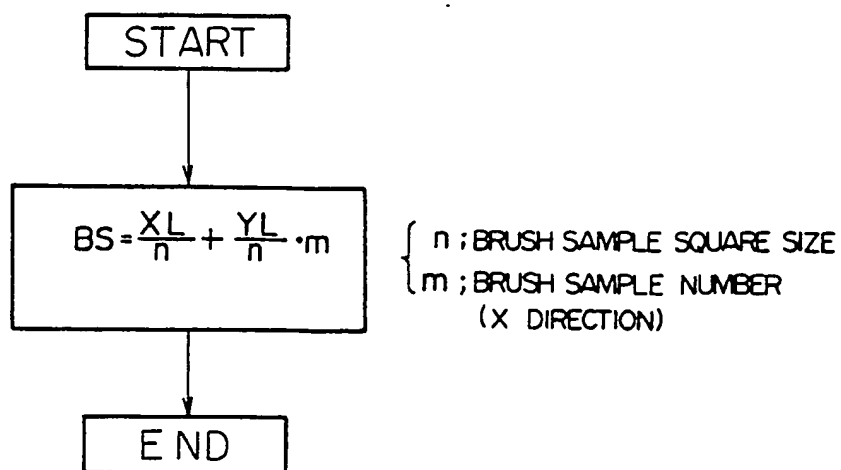 START
BS = XL/n + YL/n · m
n ; BRUSH SAMPLE SQUARE SIZE
m ; BRUSH SAMPLE NUMBER
(X DIRECTION)
END